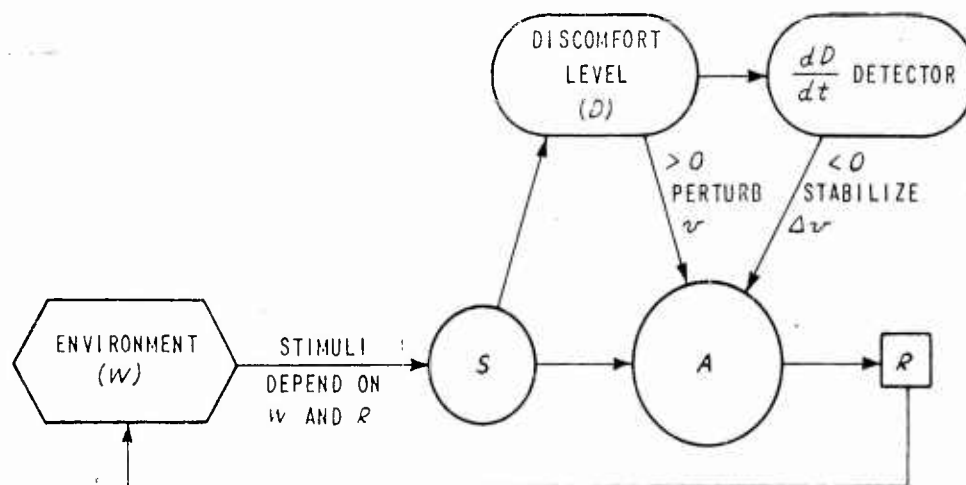 DISCOMFORT
LEVEL
(D)
dD
dt
DETECTOR
>0
PERTURB
v
<0
STABILIZE
Δv
ENVIRONMENT
(W)
STIMULI
DEPEND ON
W AND R
S
A
R